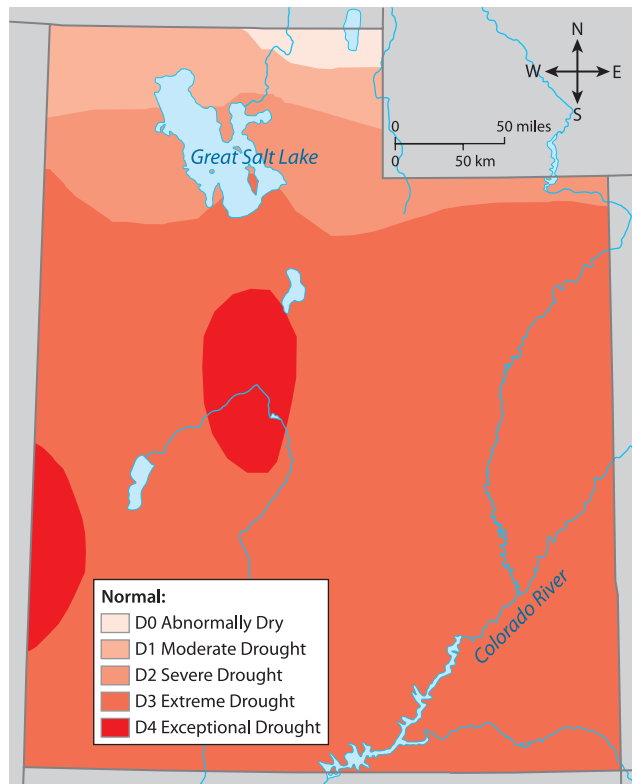 N
W E
S
0 50 miles
0 50 km
Great Salt Lake
Colorado River
Normal:
D0 Abnormally Dry
D1 Moderate Drought
D2 Severe Drought
D3 Extreme Drought
D4 Exceptional Drought